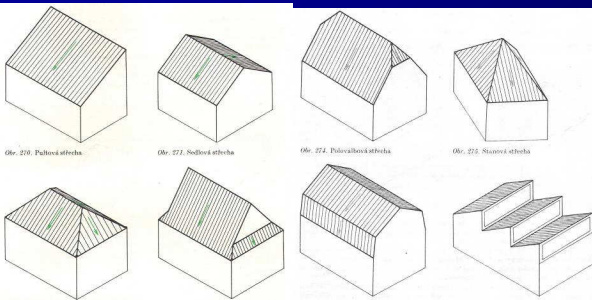 Obr. 270. Pultová střecha
Obr. 271. Sedlová střecha
Obr. 274. Polovalbová střecha
Obr. 275. Stanová střecha